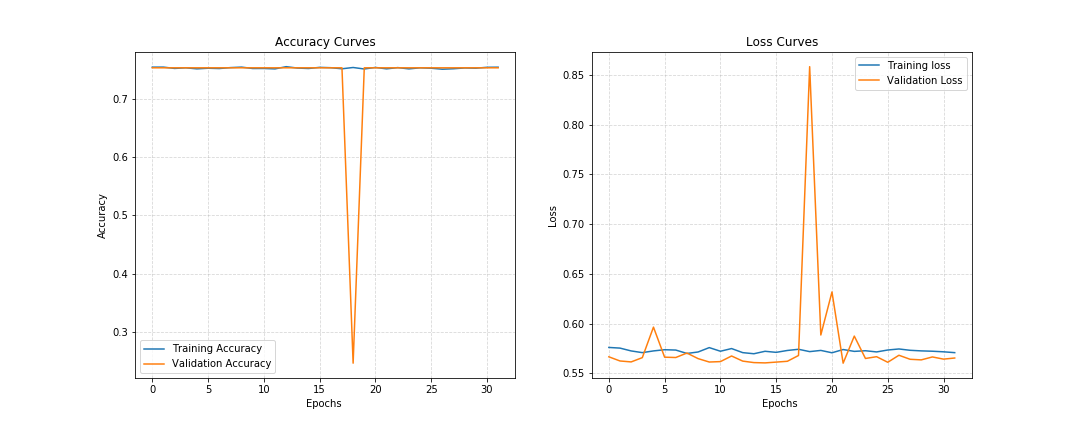 Accuracy Curves
0.7
0.6
0.5
0.4
0.3
Accuracy
0
5
10
15
20
25
30
Epochs
Training Accuracy
Validation Accuracy
Loss Curves
0.85
0.80
0.75
0.70
0.65
0.60
0.55
Loss
0
5
10
15
20
25
30
Epochs
Training loss
Validation Loss